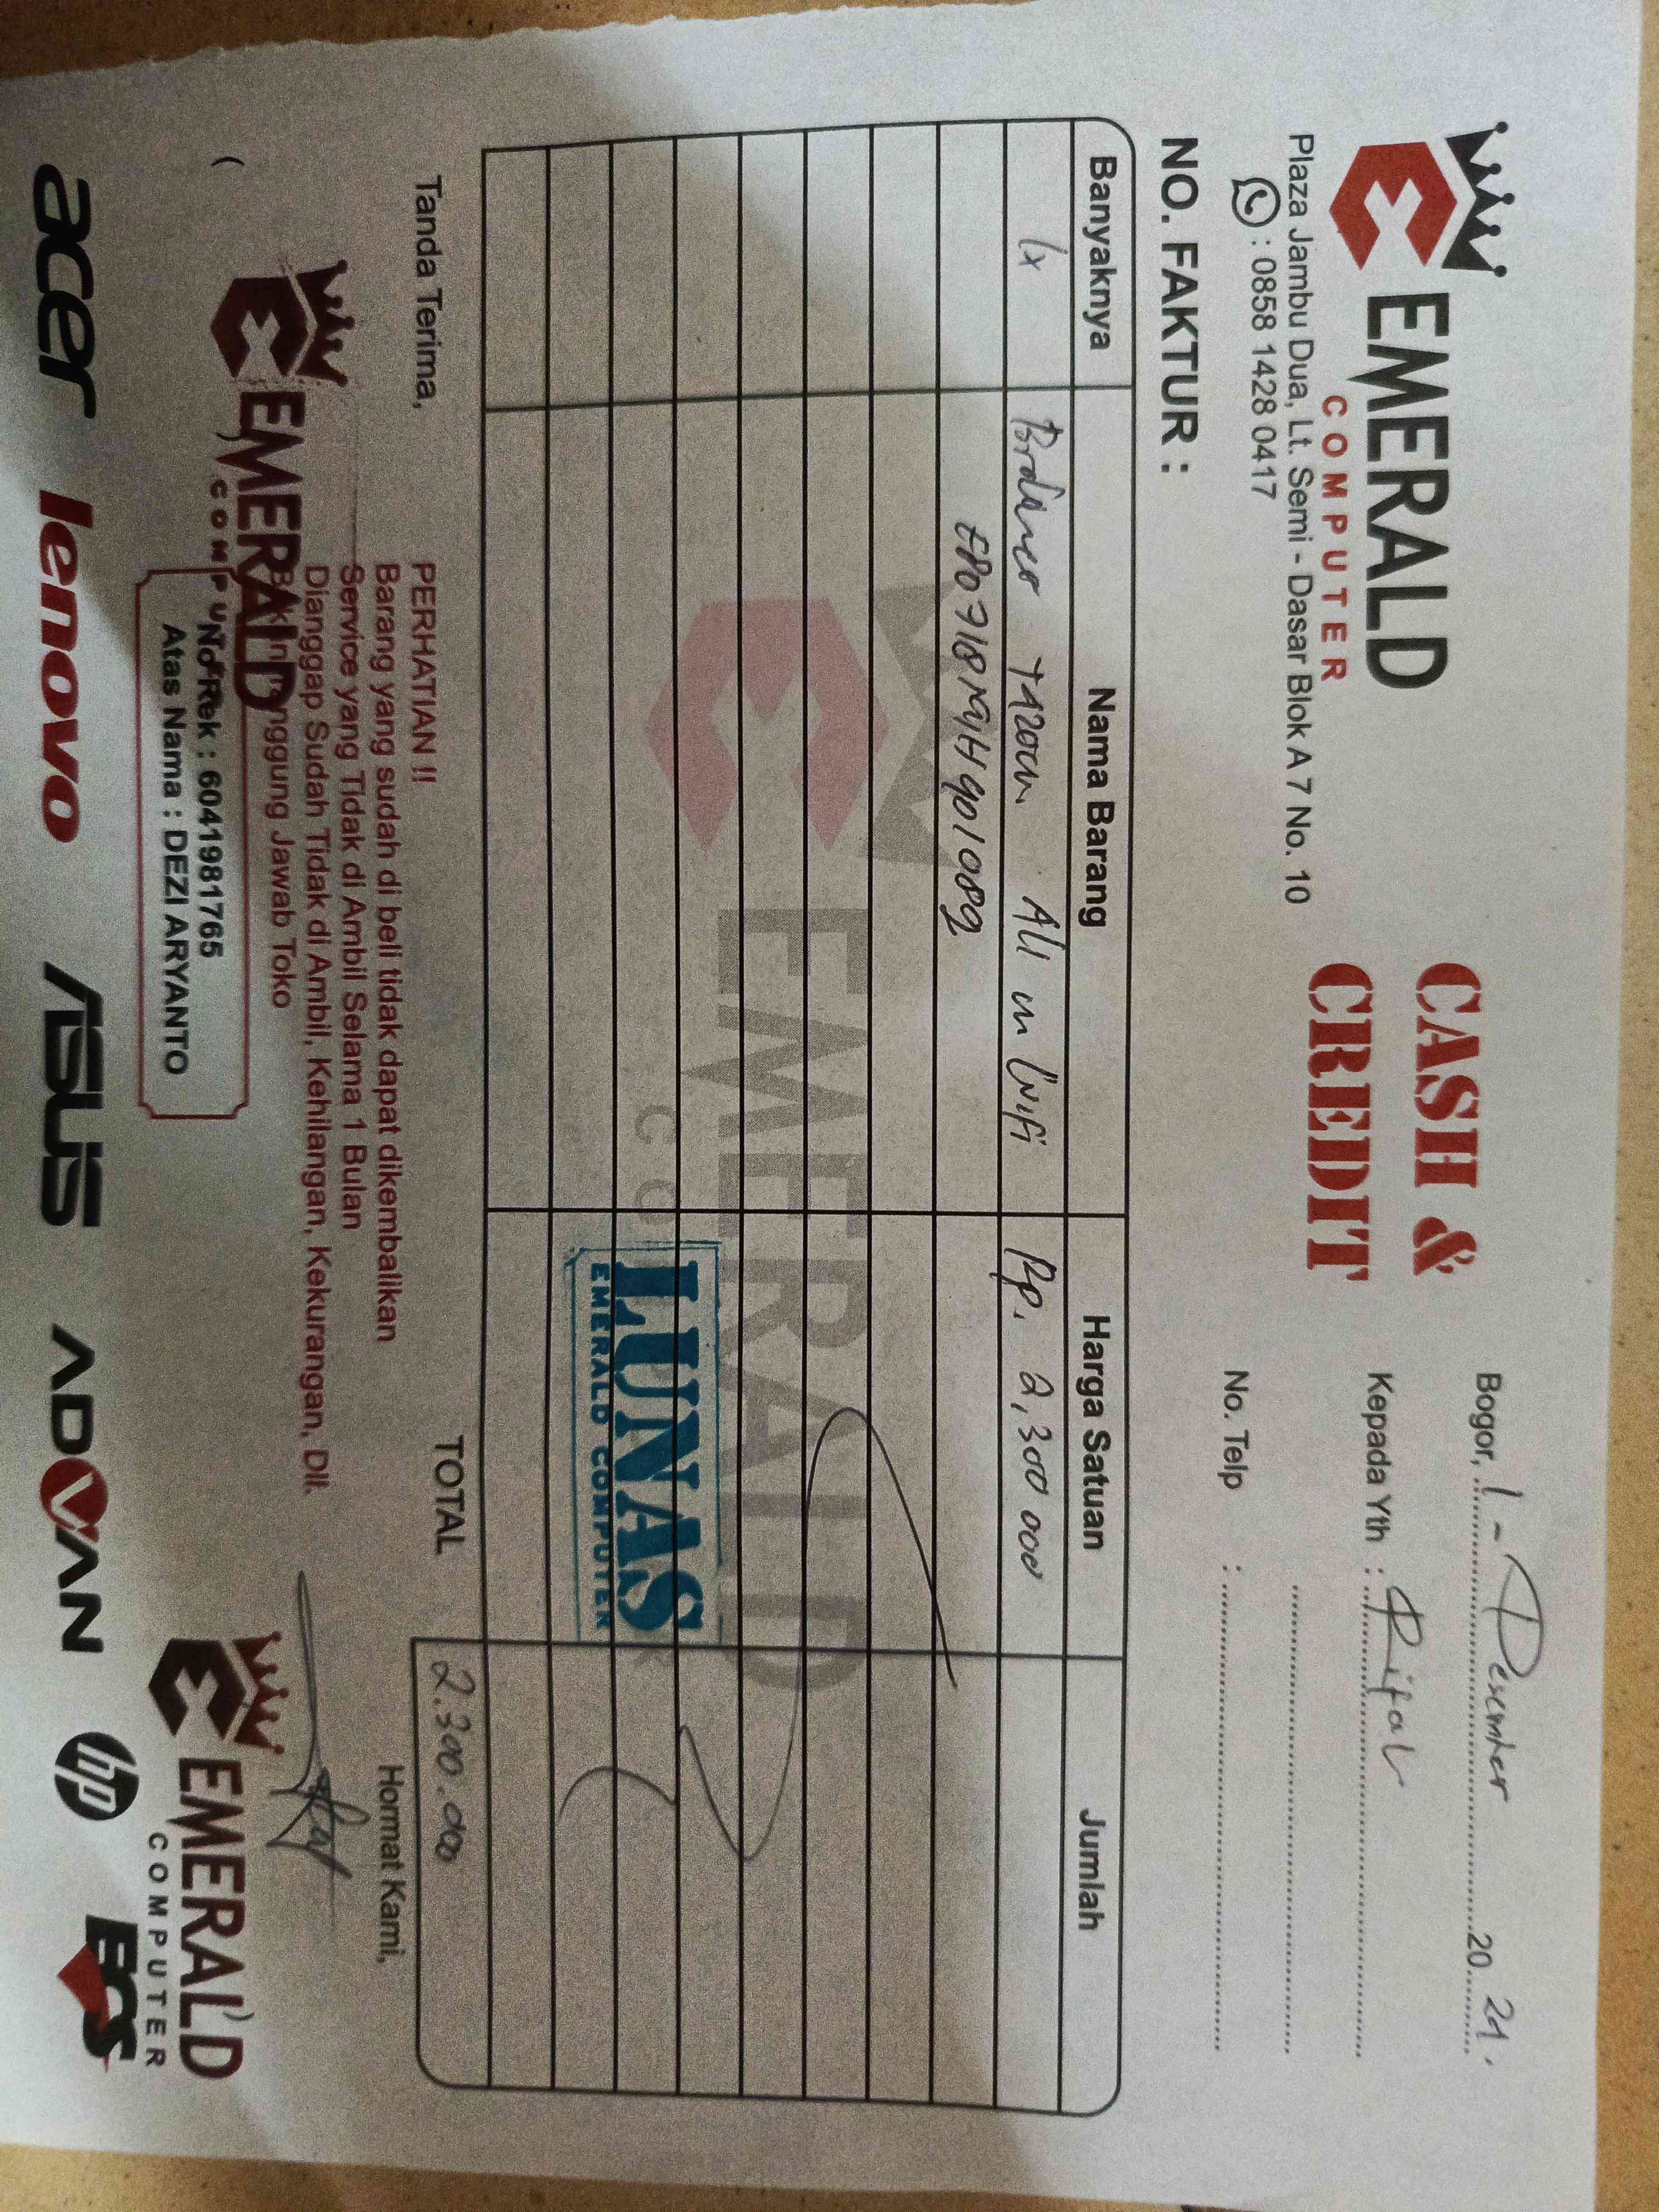 EMERALD
COMPUTER
Plaza Jambu Dua, Lt. Semi - Dasar Blok A 7 No. 10
: 0858 1428 0417
CASH &
CREDIT
Bogor, 1 - Desember 20 21.
Kepada Yth : Rifal
No. Telp :
NO. FAKTUR :
Banyaknya Nama Barang Harga Satuan Jumlah
1x All in Wifi Rp. 2,300 000
EMERALD
LUNAS
EMERALD COMPUTER
TOTAL 2.300.000
Tanda Terima,
(
PERHATIAN !!
Barang yang sudah di beli tidak dapat dikembalikan
Service yang Tidak di Ambil Selama 1 Bulan
Dianggap Sudah Tidak di Ambil, Kehilangan, Kekurangan, Dll.
Jawab Toko
EMERALD
COMPUTER
No Rek : 6041981765
Atas Nama : DEZI ARYANTO
Hormat Kami,
EMERALD
COMPUTER
acer lenovo ASUS ADVAN hp ECS